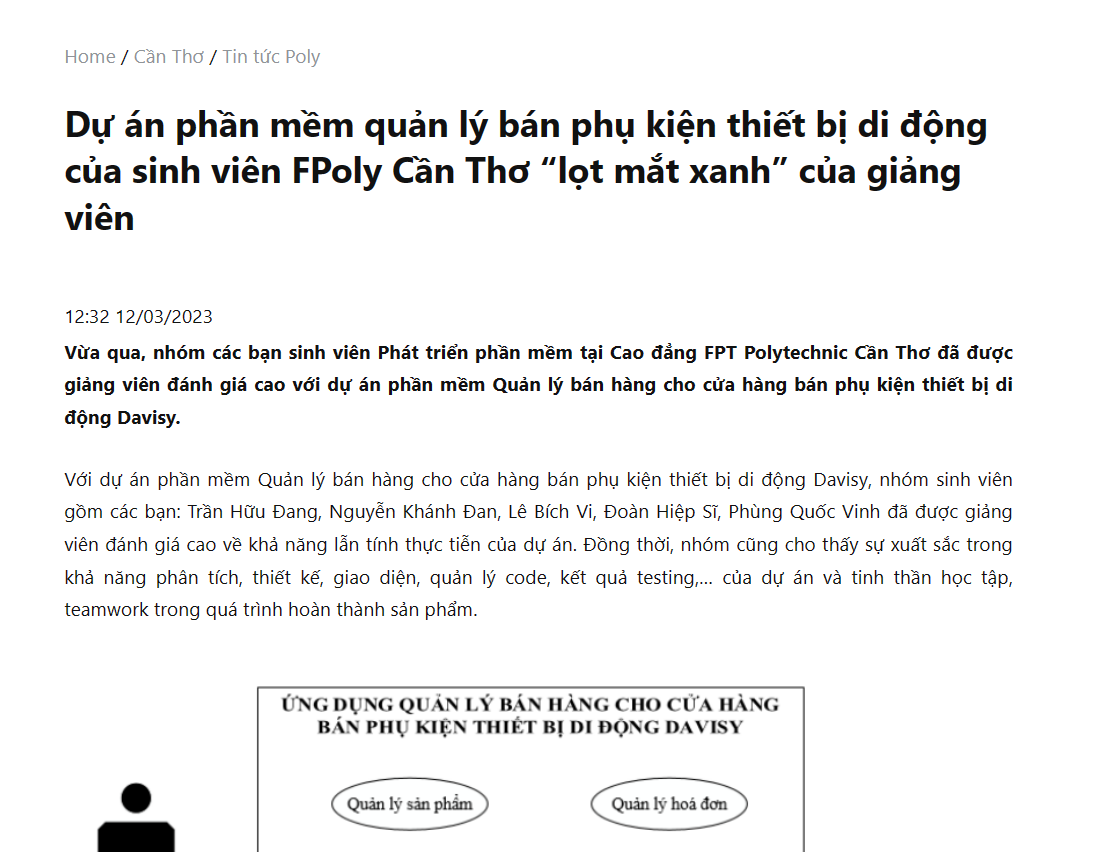 Home / Cần Thơ / Tin tức Poly
Dự án phần mềm quản lý bán phụ kiện thiết bị di động
của sinh viên FPoly Cần Thơ “lọt mắt xanh” của giảng
viên
12:32 12/03/2023
Vừa qua, nhóm các bạn sinh viên Phát triển phần mềm tại Cao đẳng FPT Polytechnic Cần Thơ đã được
giảng viên đánh giá cao với dự án phần mềm Quản lý bán hàng cho cửa hàng bán phụ kiện thiết bị di
động Davisy.
Với dự án phần mềm Quản lý bán hàng cho cửa hàng bán phụ kiện thiết bị di động Davisy, nhóm sinh viên
gồm các bạn: Trần Hữu Đang, Nguyễn Khánh Đan, Lê Bích Vi, Đoàn Hiệp Sĩ, Phùng Quốc Vinh đã được giảng
viên đánh giá cao về khả năng lẫn tính thực tiễn của dự án. Đồng thời, nhóm cũng cho thấy sự xuất sắc trong
khả năng phân tích, thiết kế, giao diện, quản lý code, kết quả testing,… của dự án và tinh thần học tập,
teamwork trong quá trình hoàn thành sản phẩm.
ỨNG DỤNG QUẢN LÝ BÁN HÀNG CHO CỬA HÀNG
BÁN PHỤ KIỆN THIẾT BỊ DI ĐỘNG DAVISY
Quản lý sản phẩm
Quản lý hoá đơn